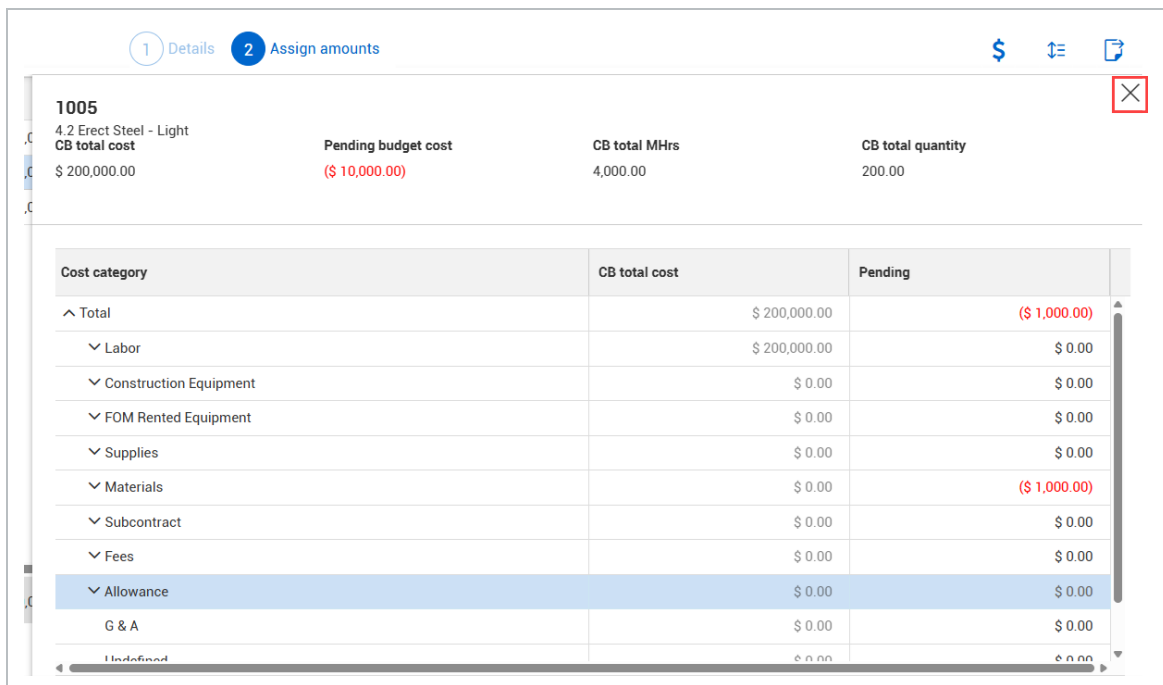 1 Details 2 Assign amounts $
1005
4.2 Erect Steel - Light
CB total cost Pending budget cost CB total MHrs CB total quantity
$ 200,000.00 ($ 10,000.00) 4,000.00 200.00
Cost category CB total cost Pending
Total $ 200,000.00 ($ 1,000.00)
Labor $ 200,000.00 $ 0.00
Construction Equipment $ 0.00 $ 0.00
FOM Rented Equipment $ 0.00 $ 0.00
Supplies $ 0.00 $ 0.00
Materials $ 0.00 ($ 1,000.00)
Subcontract $ 0.00 $ 0.00
Fees $ 0.00 $ 0.00
Allowance $ 0.00 $ 0.00
G & A $ 0.00 $ 0.00
Undefined $ 0.00 $ 0.00